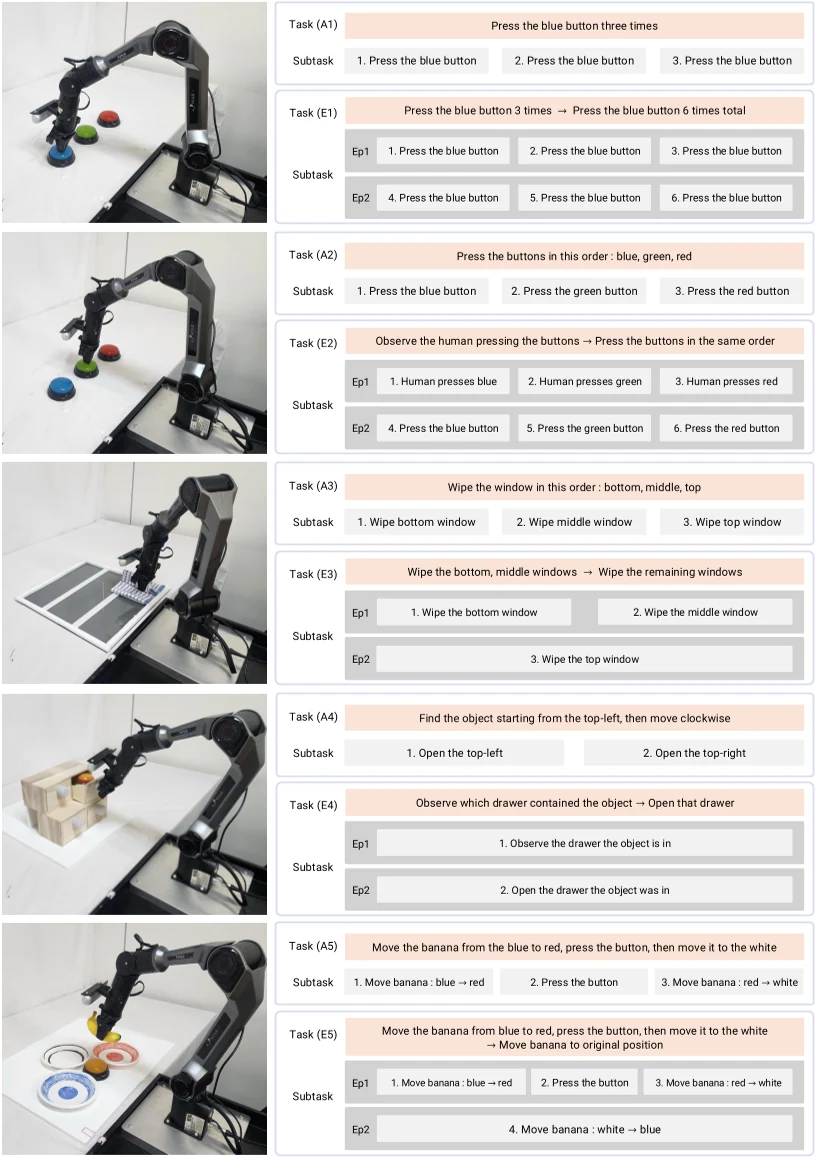 Task (A1)
Press the blue button three times
Subtask
1. Press the blue button
2. Press the blue button
3. Press the blue button
Task (E1)
Press the blue button 3 times → Press the blue button 6 times total
Subtask
Ep1
1. Press the blue button
2. Press the blue button
3. Press the blue button
Ep2
4. Press the blue button
5. Press the blue button
6. Press the blue button
Task (A2)
Press the buttons in this order : blue, green, red
Subtask
1. Press the blue button
2. Press the green button
3. Press the red button
Task (E2)
Observe the human pressing the buttons → Press the buttons in the same order
Subtask
Ep1
1. Human presses blue
2. Human presses green
3. Human presses red
Ep2
4. Press the blue button
5. Press the green button
6. Press the red button
Task (A3)
Wipe the window in this order : bottom, middle, top
Subtask
1. Wipe bottom window
2. Wipe middle window
3. Wipe top window
Task (E3)
Wipe the bottom, middle windows → Wipe the remaining windows
Subtask
Ep1
1. Wipe the bottom window
2. Wipe the middle window
Ep2
3. Wipe the top window
Task (A4)
Find the object starting from the top-left, then move clockwise
Subtask
1. Open the top-left
2. Open the top-right
Task (E4)
Observe which drawer contained the object → Open that drawer
Subtask
Ep1
1. Observe the drawer the object is in
Ep2
2. Open the drawer the object was in
Task (A5)
Move the banana from the blue to red, press the button, then move it to the white
Subtask
1. Move banana : blue → red
2. Press the button
3. Move banana : red → white
Task (E5)
Move the banana from blue to red, press the button, then move it to the white
→ Move banana to original position
Subtask
Ep1
1. Move banana : blue → red
2. Press the button
3. Move banana : red → white
Ep2
4. Move banana : white → blue